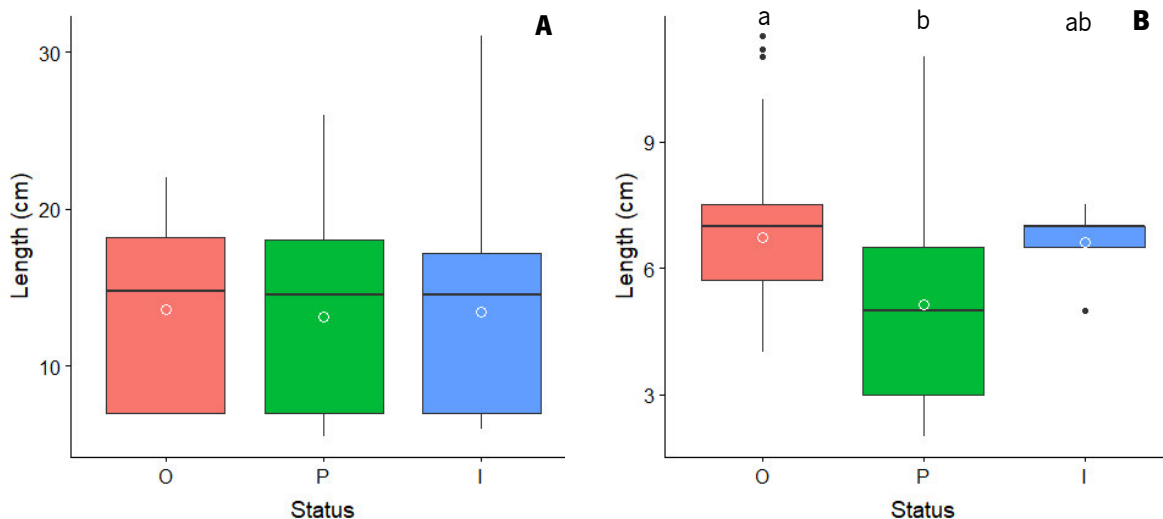 A
Length (cm)
30
20
10
O P I
Status
B
a b ab
Length (cm)
9
6
3
O P I
Status